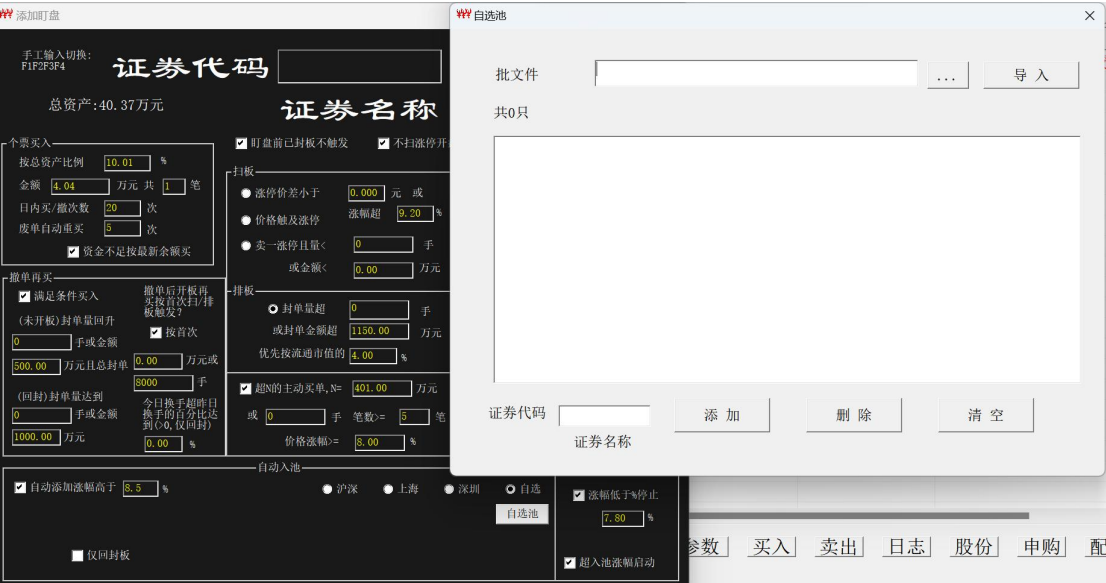 添加盯盘
手工输入切换:
F1F2F3F4
证券代码
总资产:40.37万元
证券名称
个票买入
按总资产比例 10.01 %
金额 4.04 万元 共 1 笔
日内买/撤次数 20 次
废单自动重买 5 次
资金不足按最新余额买
盯盘前已封板不触发
不扫涨停开
扫板
涨停价差小于 0.000 元 或
价格触及涨停 涨幅超 9.20 %
卖一涨停且量< 0 手
或金额< 0.00 万元
撤单再买
满足条件买入
(未开板)封单量回升
0 手或金额
500.00 万元且总封单
(回封)封单量达到
0 手或金额
1000.00 万元
撤单后开板再
买按首次扫/排
板触发?
按首次
0.00 万元或
8000 手
今日换手超昨日
换手的百分比达
到(>0,仅回封)
0.00 %
排板
封单量超 0 手
或封单金额超 1150.00 万元
优先按流通市值的 4.00 %
超N的主动买单,N= 401.00 万元
或 0 手 笔数>= 5 笔
价格涨幅>= 8.00 %
自动入池
自动添加涨幅高于 8.5 %
沪深 上海 深圳 自选
自选池
仅回封板
涨幅低于%停止
7.80 %
超入池涨幅启动
自选池
批文件 ... 导 入
共0只
证券代码 添 加 删 除 清 空
证券名称
参数 买入 卖出 日志 股份 申购 配